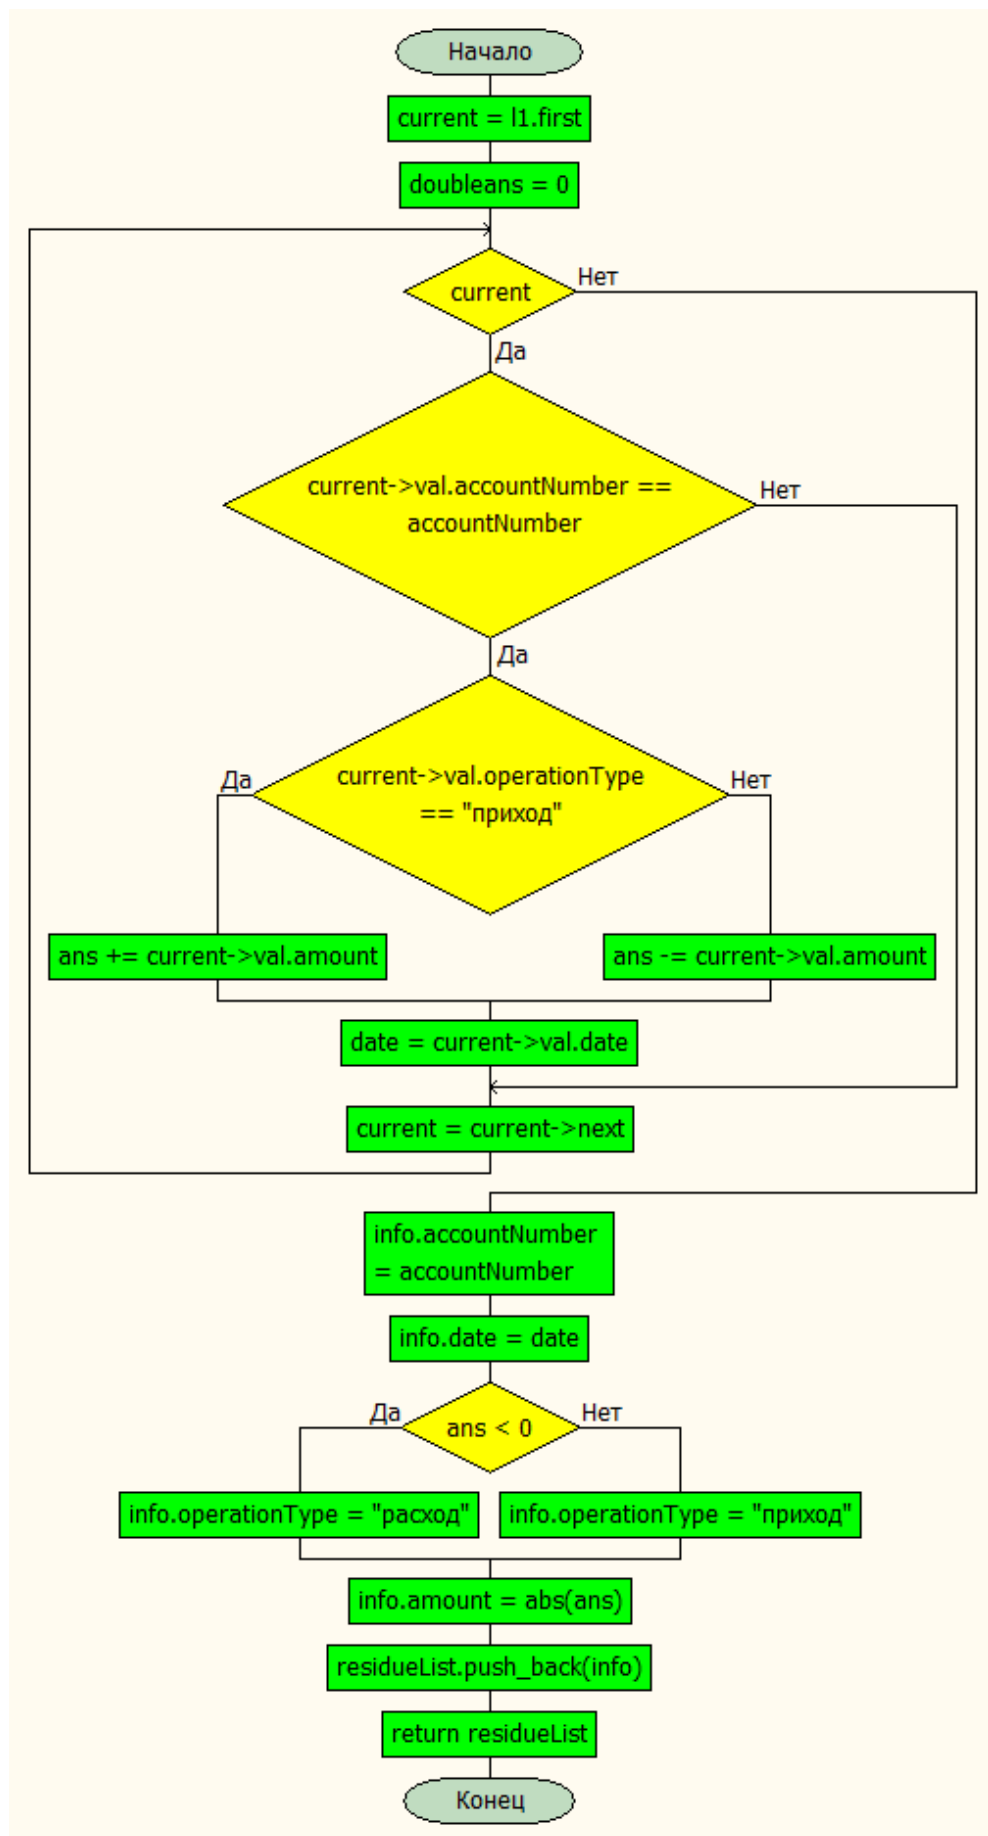 Начало
current = l1.first
doubleans = 0
current
Нет
Да
current->val.accountNumber ==
accountNumber
Нет
Да
current->val.operationType
== "приход"
Да
Нет
ans += current->val.amount
ans -= current->val.amount
date = current->val.date
current = current->next
info.accountNumber
= accountNumber
info.date = date
ans < 0
Да
Нет
info.operationType = "расход"
info.operationType = "приход"
info.amount = abs(ans)
residueList.push_back(info)
return residueList
Конец